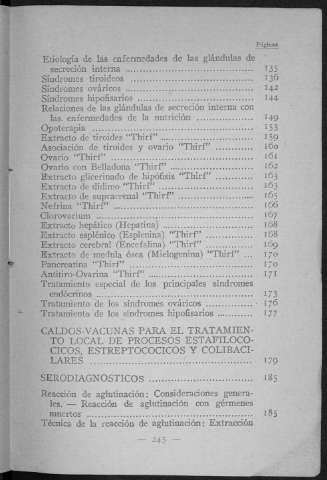 Páginas
Etiología de las enfermedades de las glándulas de
secreción interna ........ 135
Síndromes tiroideos ........ 136
Síndromes ováricos ........ 142
Síndromes hipofisarios ........ 144
Relaciones de las glándulas de secreción interna con
las enfermedades de la nutrición ........ 149
Opoterapia ........ 153
Extracto de tiroides "Thirf" ........ 159
Asociación de tiroides y ovario "Thirf" ........ 160
Ovario "Thirf" ........ 161
Ovario con Belladona "Thirf" ........ 162
Extracto glicerinado de hipófisis "Thirf" ........ 163
Extracto de dídimo "Thirf" ........ 163
Extracto de suprarrenal "Thirf" ........ 165
Nefrina "Thirf" ........ 166
Clorovarium ........ 167
Extracto hepático (Hepatina) ........ 168
Extracto esplénico (Esplenina) "Thirf" ........ 168
Extracto cerebral (Encefalina) "Thirf" ........ 169
Extracto de medula ósea (Mielogenina) "Thirf" ... 170
Pancreatina "Thirf" ........ 170
Antitiro-Ovarina "Thirf" ........ 171
Tratamiento especial de los principales síndromes
endócrinos ........ 173
Tratamiento de los síndromes ováricos ........ 176
Tratamiento de los síndromes hipofisarios ........ 177
CALDOS-VACUNAS PARA EL TRATAMIEN-
TO LOCAL DE PROCESOS ESTAFILOCO-
CICOS, ESTREPTOCOCICOS Y COLIBACI-
LARES ........ 179
SERODIAGNOSTICOS ........ 185
Reacción de aglutinación: Consideraciones genera-
les. — Reacción de aglutinación con gérmenes
muertos ........ 185
Técnica de la reacción de aglutinación: Extracción
— 245 —